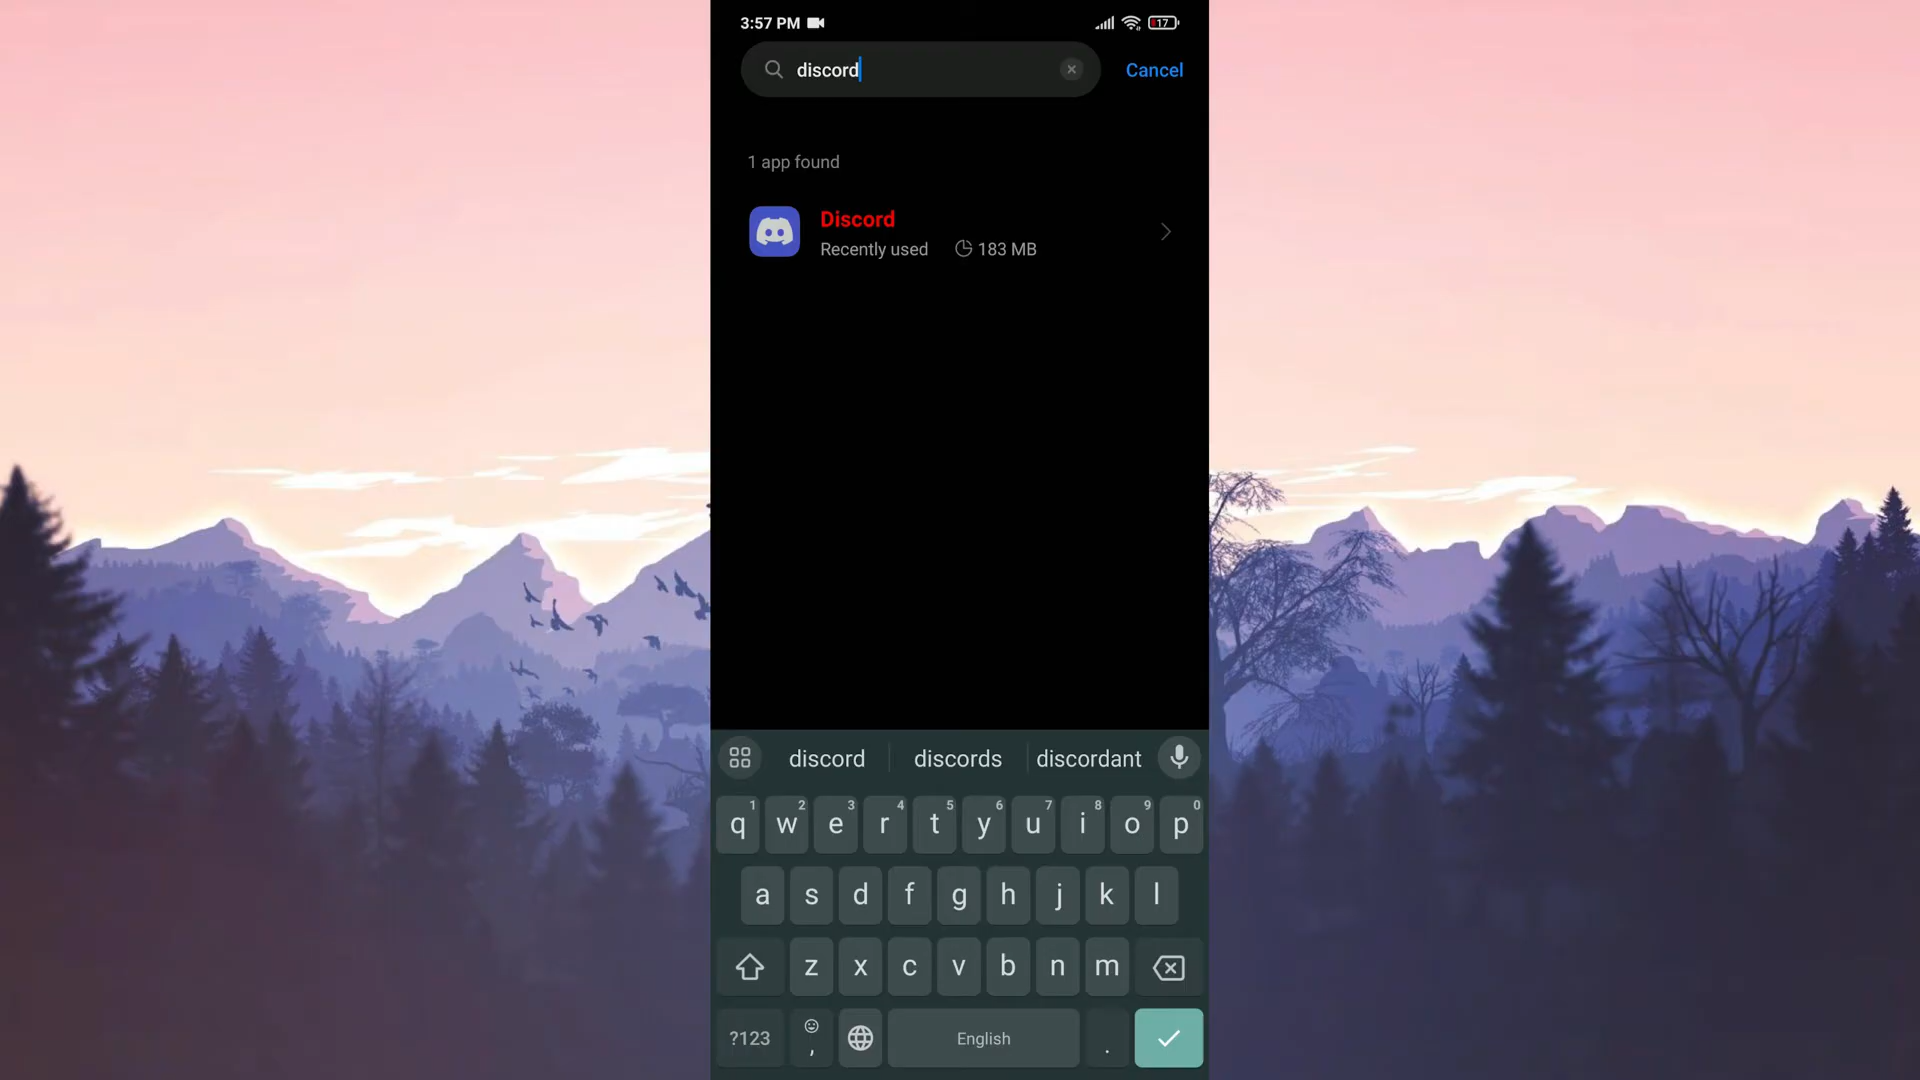 3:57 PM 17
discord Cancel
1 app found
Discord
Recently used 183 MB
discord discords discordant
1 2 3 4 5 6 7 8 9 0
q w e r t y u i o p
a s d f g h j k l
z x c v b n m
?123 , English .